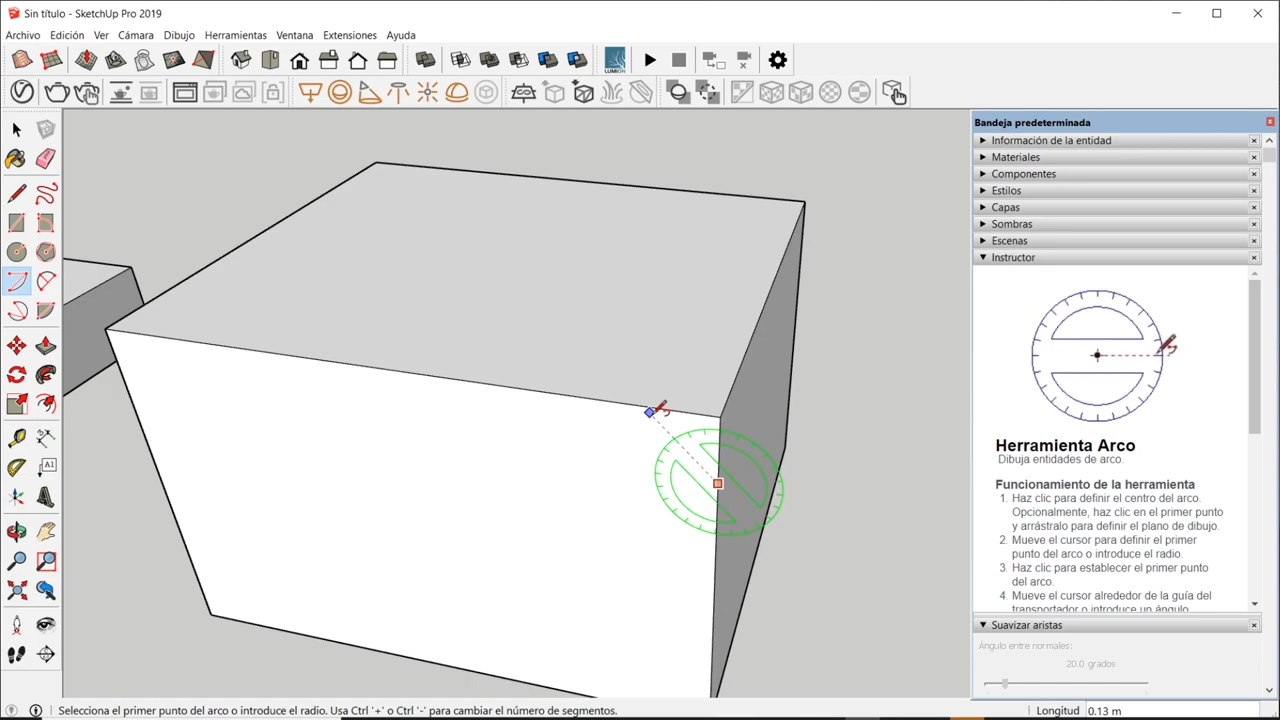 Sin título - SketchUp Pro 2019
Archivo Edición Ver Cámara Dibujo Herramientas Ventana Extensiones Ayuda
LUMION
Bandeja predeterminada
Información de la entidad
Materiales
Componentes
Estilos
Capas
Sombras
Escenas
Instructor
Herramienta Arco
Dibuja entidades de arco.
Funcionamiento de la herramienta
1. Haz clic para definir el centro del arco.
Opcionalmente, haz clic en el primer punto
y arrástralo para definir el plano de dibujo.
2. Mueve el cursor para definir el primer
punto del arco o introduce el radio.
3. Haz clic para establecer el primer punto
del arco.
4. Mueve el cursor alrededor de la guía del
transportador o introduce un ángulo
Suavizar aristas
Ángulo entre normales:
20.0 grados
Selecciona el primer punto del arco o introduce el radio. Usa Ctrl '+' o Ctrl '-' para cambiar el número de segmentos.
Longitud 0.13 m